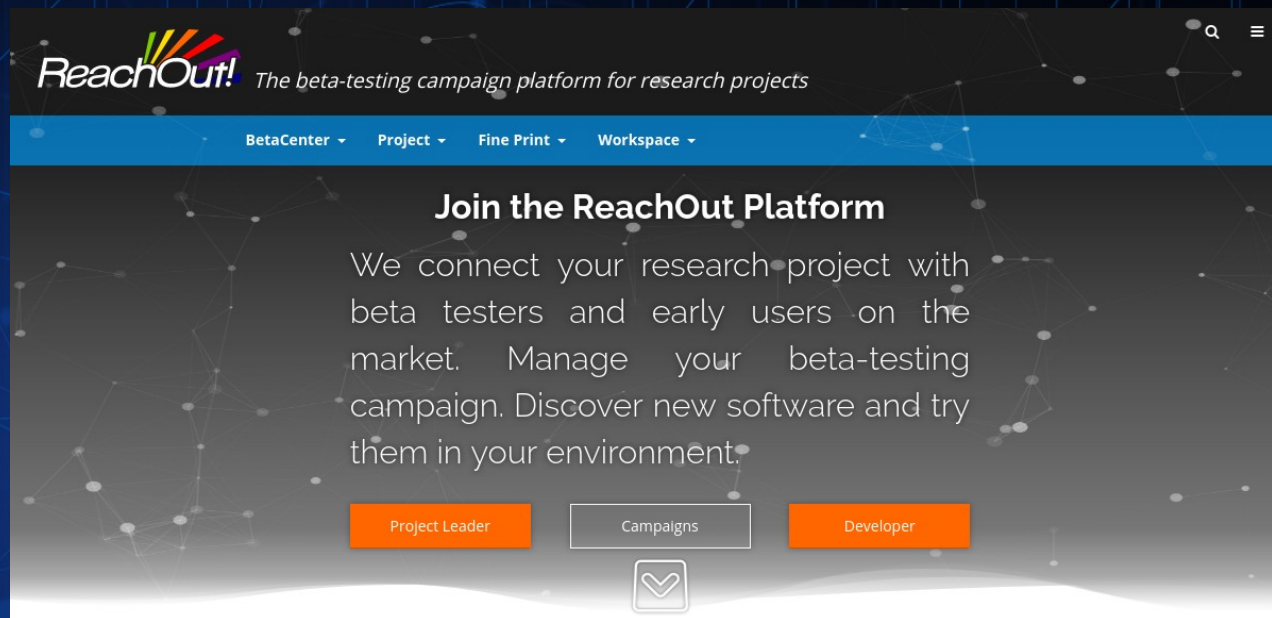 ReachOut! The beta-testing campaign platform for research projects
BetaCenter Project Fine Print Workspace
Join the ReachOut Platform
We connect your research project with
beta testers and early users on the
market. Manage your beta-testing
campaign. Discover new software and try
them in your environment.
Project Leader Campaigns Developer